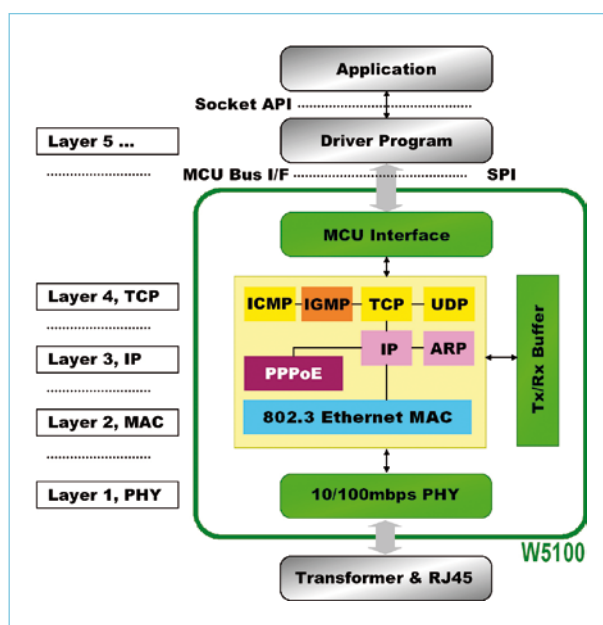 Application
Socket API
Layer 5 ...
Driver Program
MCU Bus I/F
SPI
MCU Interface
Layer 4, TCP
ICMP
IGMP
TCP
UDP
Layer 3, IP
IP
ARP
PPPoE
Tx/Rx Buffer
Layer 2, MAC
802.3 Ethernet MAC
Layer 1, PHY
10/100mbps PHY
W5100
Transformer & RJ45